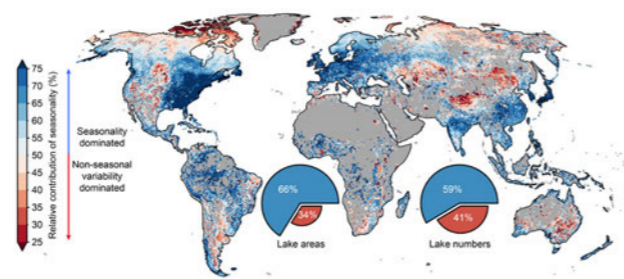 75
70
65
60
55
50
45
40
35
30
25
Relative contribution of seasonality (%)
Seasonality
dominated
Non-seasonal
variability
dominated
66%
34%
Lake areas
59%
41%
Lake numbers